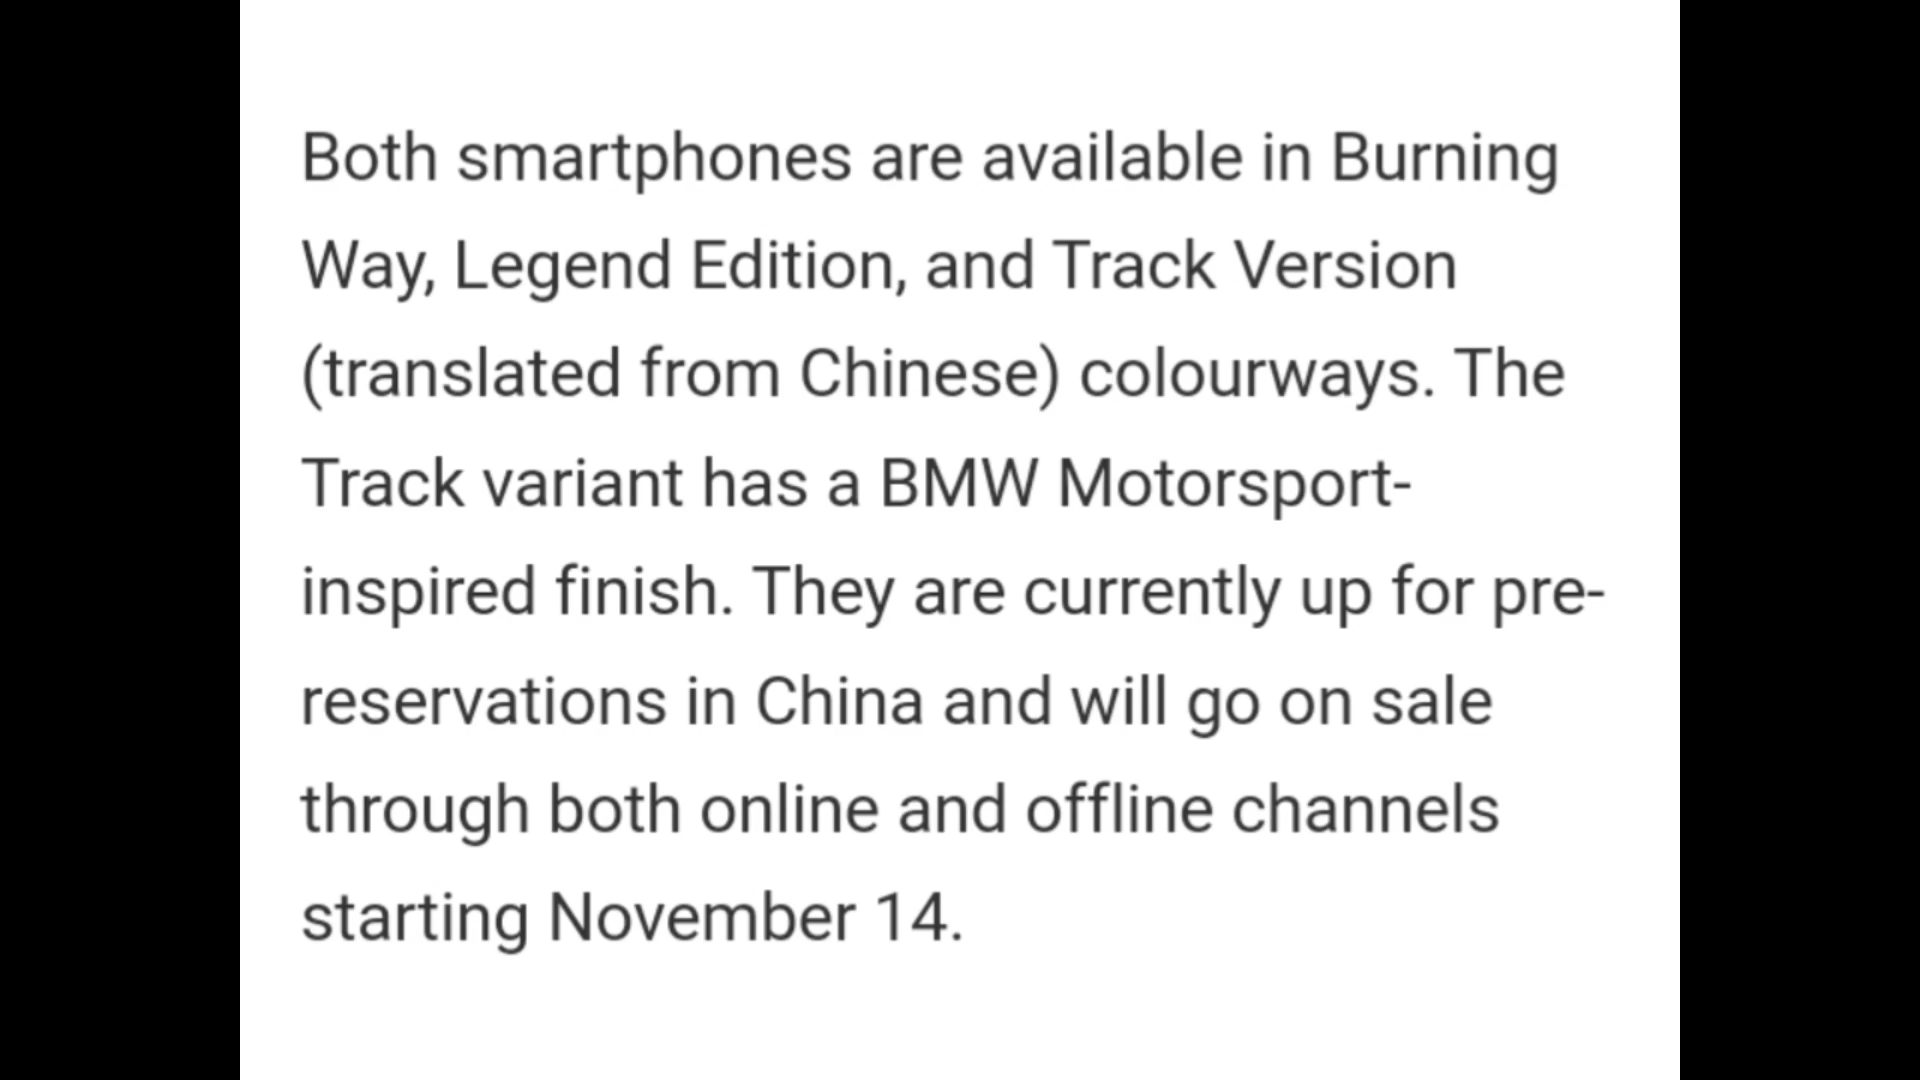 Both smartphones are available in Burning
Way, Legend Edition, and Track Version
(translated from Chinese) colourways. The
Track variant has a BMW Motorsport-
inspired finish. They are currently up for pre-
reservations in China and will go on sale
through both online and offline channels
starting November 14.